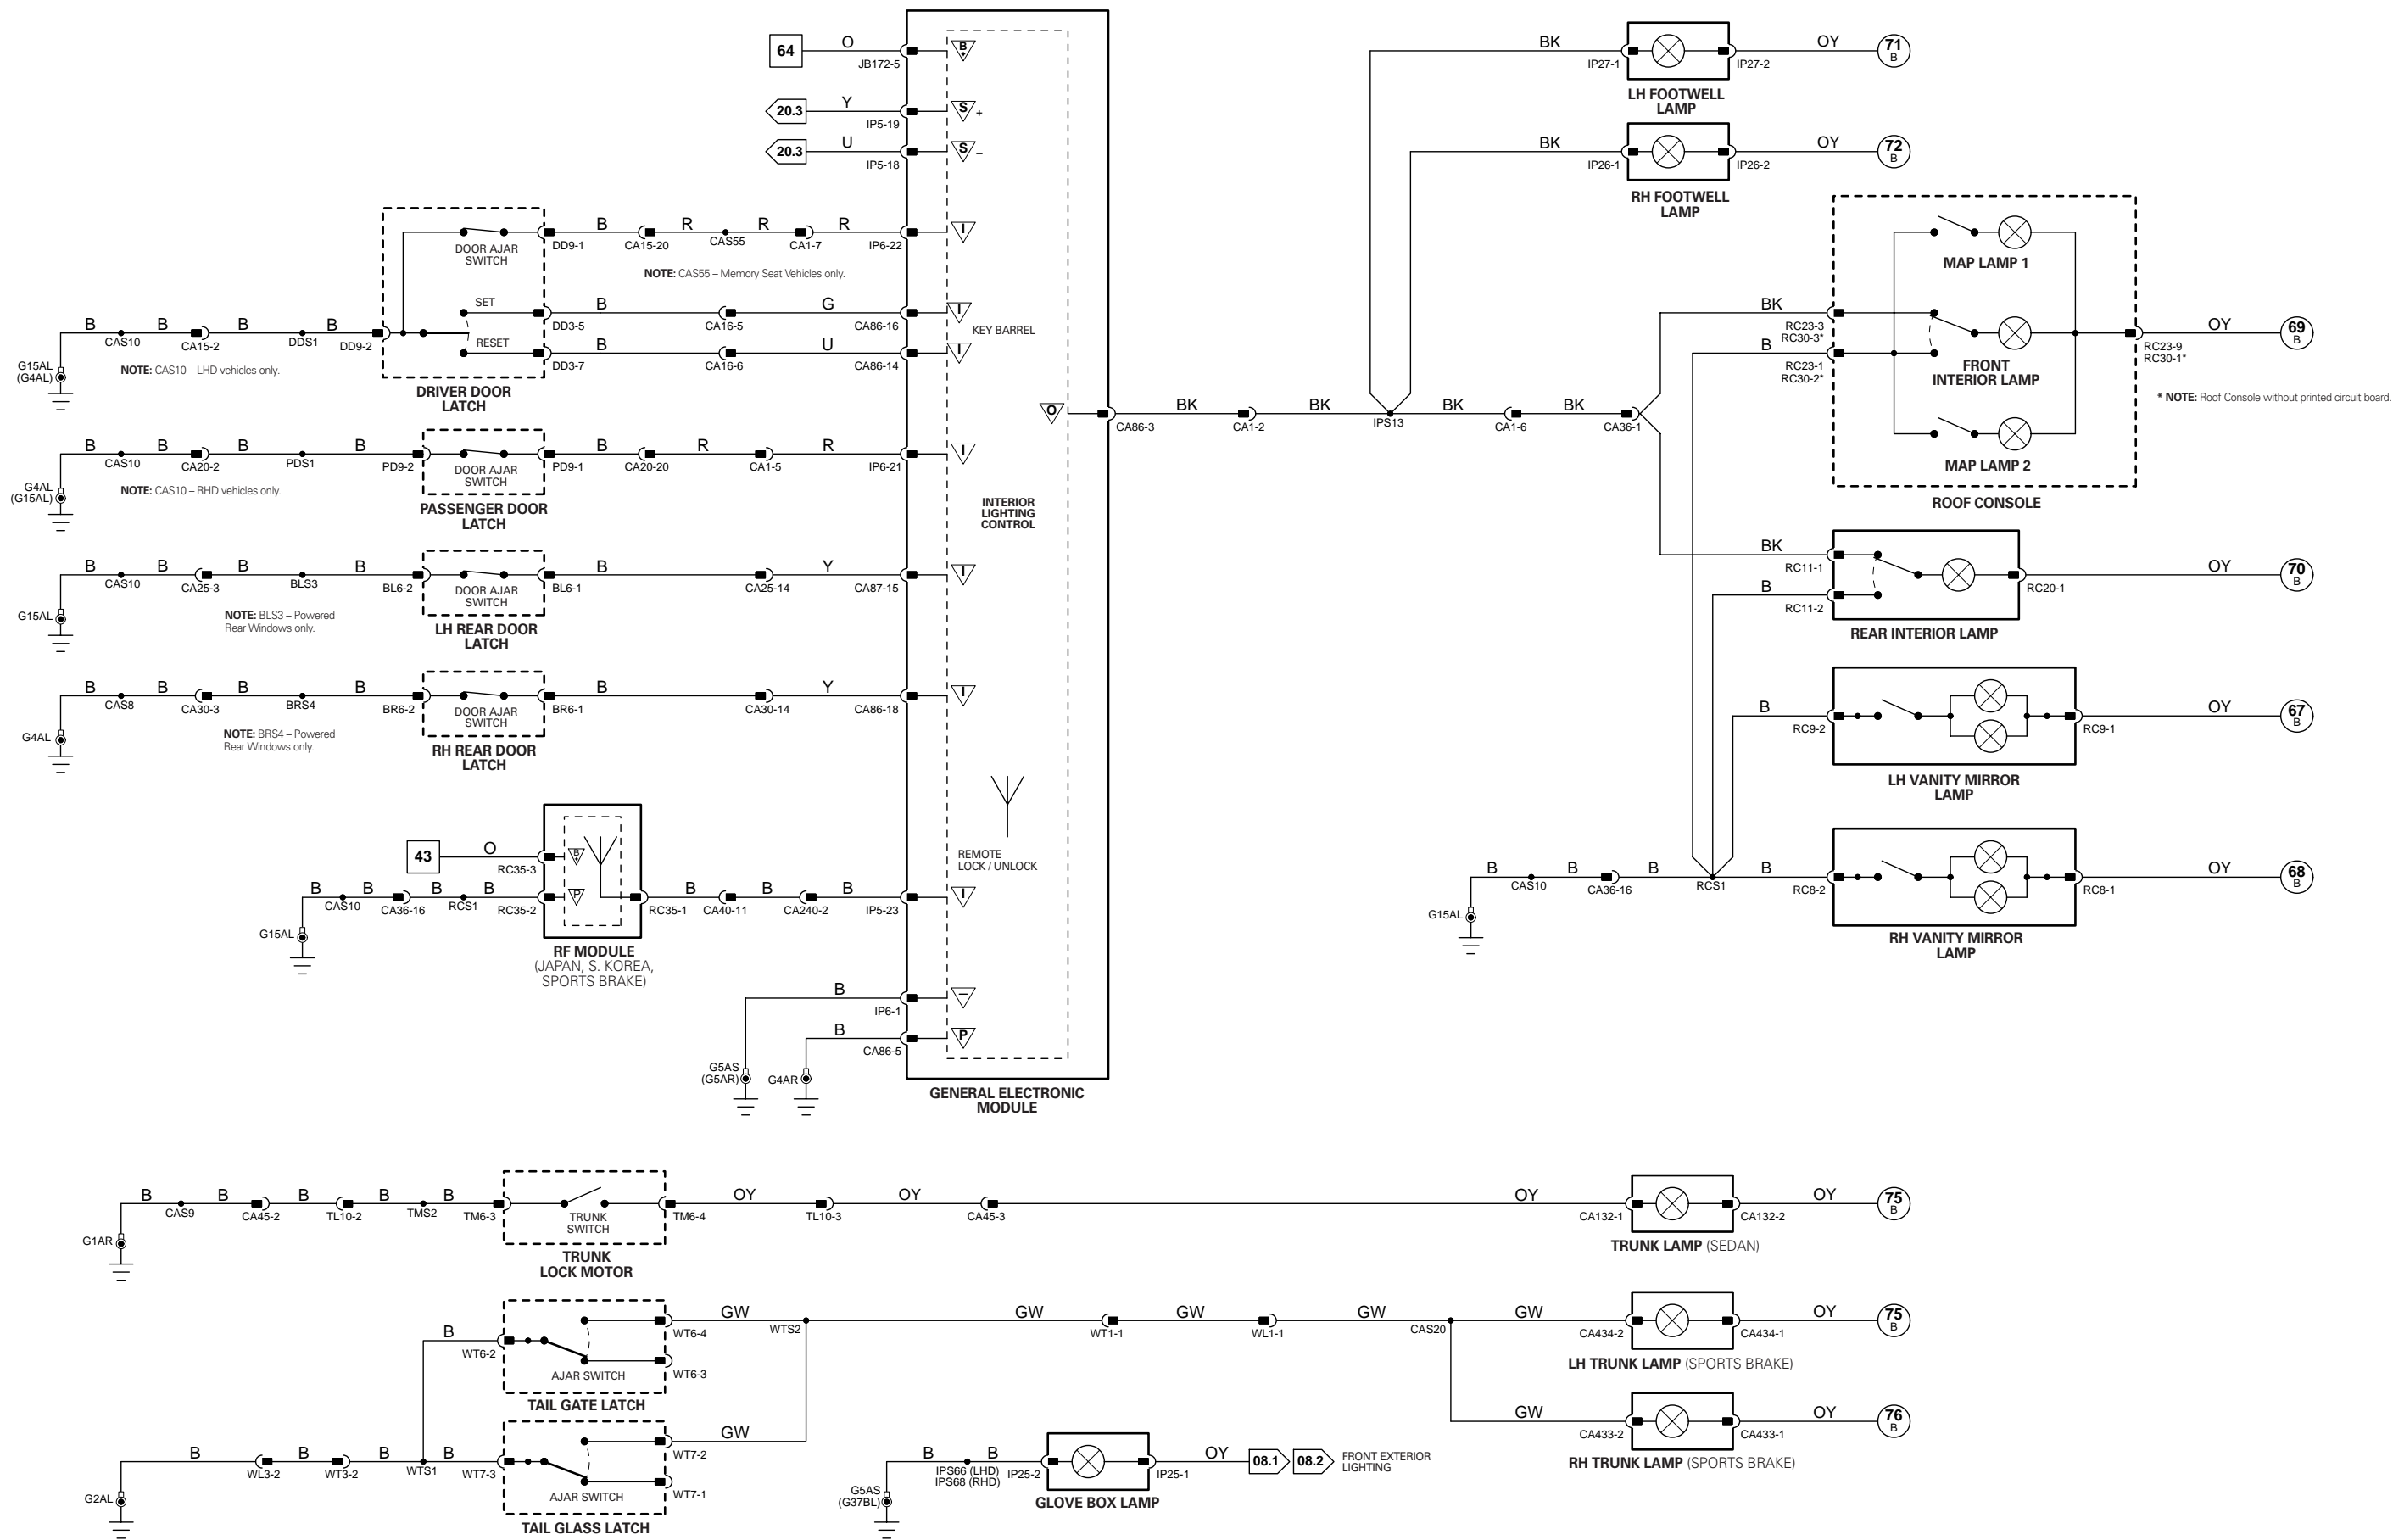 64
O
JB172-5
B
+
20.3
Y
IP5-19
S
+
20.3
U
IP5-18
S
–
DOOR AJAR
SWITCH
DD9-1
B
CA15-20
R
CAS55
R
CA1-7
R
IP6-22
I
NOTE: CAS55 – Memory Seat Vehicles only.
SET
DD3-5
B
CA16-5
G
CA86-16
I
KEY BARREL
RESET
DD3-7
B
CA16-6
U
CA86-14
I
G15AL
(G4AL)
B
CAS10
B
CA15-2
B
DDS1
B
DD9-2
NOTE: CAS10 – LHD vehicles only.
DRIVER DOOR
LATCH
O
CA86-3
BK
CA1-2
BK
IPS13
BK
CA1-6
BK
CA36-1
G4AL
(G15AL)
B
CAS10
B
CA20-2
B
PDS1
B
PD9-2
DOOR AJAR
SWITCH
PD9-1
B
CA20-20
R
CA1-5
R
IP6-21
I
NOTE: CAS10 – RHD vehicles only.
PASSENGER DOOR
LATCH
INTERIOR
LIGHTING
CONTROL
G15AL
B
CAS10
B
CA25-3
B
BLS3
B
BL6-2
DOOR AJAR
SWITCH
BL6-1
B
CA25-14
Y
CA87-15
I
NOTE: BLS3 – Powered
Rear Windows only.
LH REAR DOOR
LATCH
G4AL
B
CAS8
B
CA30-3
B
BRS4
B
BR6-2
DOOR AJAR
SWITCH
BR6-1
B
CA30-14
Y
CA86-18
I
NOTE: BRS4 – Powered
Rear Windows only.
RH REAR DOOR
LATCH
43
O
RC35-3
B
+
G15AL
B
CAS10
B
CA36-16
B
RCS1
B
RC35-2
P
RC35-1
B
CA40-11
B
CA240-2
B
IP5-23
I
REMOTE
LOCK / UNLOCK
RF MODULE
(JAPAN, S. KOREA,
SPORTS BRAKE)
G5AS
(G5AR)
B
IP6-1
–
G4AR
B
CA86-5
P
GENERAL ELECTRONIC
MODULE
BK
IP27-1
IP27-2
OY
71
B
LH FOOTWELL
LAMP
BK
IP26-1
IP26-2
OY
72
B
RH FOOTWELL
LAMP
MAP LAMP 1
BK
RC23-3
RC30-3*
B
RC23-1
RC30-2*
FRONT
INTERIOR LAMP
RC23-9
RC30-1*
OY
69
B
* NOTE: Roof Console without printed circuit board.
MAP LAMP 2
ROOF CONSOLE
BK
RC11-1
B
RC11-2
RC20-1
OY
70
B
REAR INTERIOR LAMP
B
RC9-2
RC9-1
OY
67
B
LH VANITY MIRROR
LAMP
G15AL
B
CAS10
B
CA36-16
B
RCS1
B
RC8-2
RC8-1
OY
68
B
RH VANITY MIRROR
LAMP
G1AR
B
CAS9
B
CA45-2
B
TL10-2
B
TMS2
B
TM6-3
TRUNK
SWITCH
TM6-4
OY
TL10-3
OY
CA45-3
OY
CA132-1
CA132-2
OY
75
B
TRUNK
LOCK MOTOR
TRUNK LAMP (SEDAN)
B
WT6-2
AJAR SWITCH
WT6-4
WT6-3
GW
WTS2
GW
WT1-1
GW
WL1-1
GW
CAS20
GW
CA434-2
CA434-1
OY
75
B
TAIL GATE LATCH
LH TRUNK LAMP (SPORTS BRAKE)
GW
CA433-2
CA433-1
OY
76
B
RH TRUNK LAMP (SPORTS BRAKE)
G2AL
B
WL3-2
B
WT3-2
B
WTS1
B
WT7-3
AJAR SWITCH
WT7-2
WT7-1
GW
TAIL GLASS LATCH
G5AS
(G37BL)
B
IPS66 (LHD)
IPS68 (RHD)
B
IP25-2
IP25-1
OY
08.1
08.2
FRONT EXTERIOR
LIGHTING
GLOVE BOX LAMP